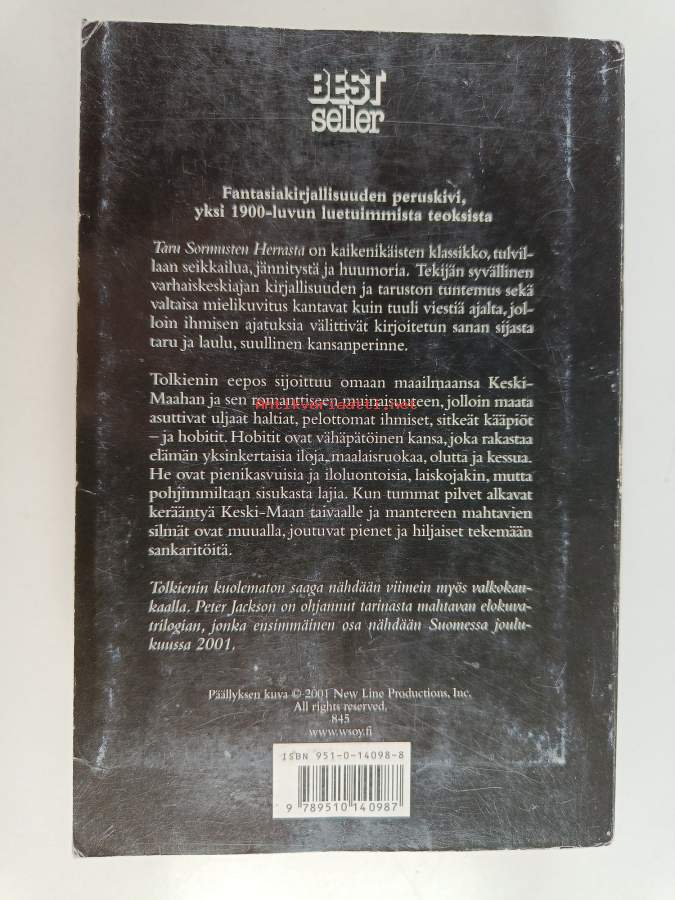 BEST
seller
Fantasiakirjallisuuden peruskivi,
yksi 1900-luvun luetuimmista teoksista
Taru Sormusten Herrasta on kaikenikäisten klassikko, tulvil-
laan seikkailua, jännitystä ja huumoria. Tekijän syvällinen
varhaiskeskiajan kirjallisuuden ja taruston tuntemus sekä
valtaisa mielikuvitus kantavat kuin tuuli viestiä ajalta, jol-
loin ihmisen ajatuksia välittivät kirjoitetun sanan sijasta
taru ja laulu, suullinen kansanperinne.
Tolkienin eepos sijoittuu omaan maailmaansa Keski-
Maahan ja sen romanttiseen muinaisuuteen, jolloin maata
Antikvariaatti.net
asuttivat uljaat haltiat, pelottomat ihmiset, sitkeät kääpiöt
– ja hobitit. Hobitit ovat vähäpätöinen kansa, joka rakastaa
elämän yksinkertaisia iloja, maalaisruokaa, olutta ja kessua.
He ovat pienikasvuisia ja iloluontoisia, laiskojakin, mutta
pohjimmiltaan sisukasta lajia. Kun tummat pilvet alkavat
kerääntyä Keski-Maan taivaalle ja mantereen mahtavien
silmät ovat muualla, joutuvat pienet ja hiljaiset tekemään
sankaritöitä.
Tolkienin kuolematon saaga nähdään viimein myös valkokan-
kaalla. Peter Jackson on ohjannut tarinasta mahtavan elokuva-
trilogian, jonka ensimmäinen osa nähdään Suomessa joulu-
kuussa 2001.
Päällyksen kuva © 2001 New Line Productions, Inc.
All rights reserved.
845
www.wsoy.fi
ISBN 951-0-14098-8
9 789510 140987